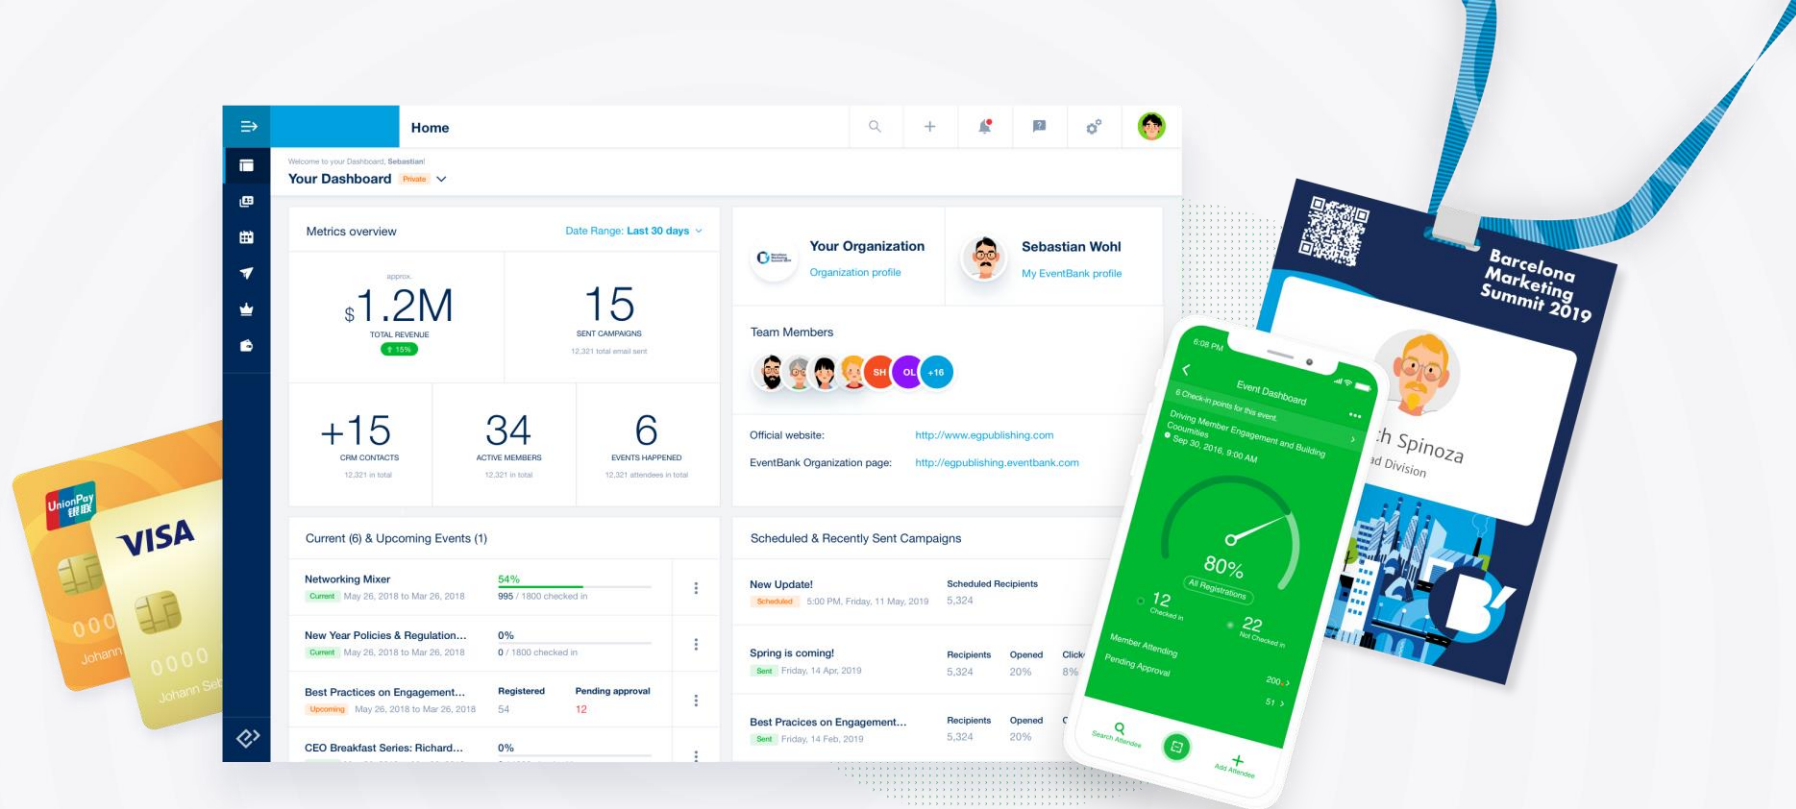 Home
Welcome to your Dashboard, Sebastian!
Your Dashboard Private
Metrics overview
Date Range: Last 30 days
approx.
$1.2M
TOTAL REVENUE
15%
15
SENT CAMPAIGNS
12,321 total email sent
+15
CRM CONTACTS
12,321 in total
34
ACTIVE MEMBERS
12,321 in total
6
EVENTS HAPPENED
12,321 attendees in total
Your Organization
Organization profile
Sebastian Wohl
My EventBank profile
Team Members
SH OL +16
Official website: http://www.egpublishing.com
EventBank Organization page: http://egpublishing.eventbank.com
Current (6) & Upcoming Events (1)
Networking Mixer 54%
Current May 26, 2018 to Mar 26, 2018 995 / 1800 checked in
New Year Policies & Regulation... 0%
Current May 26, 2018 to Mar 26, 2018 0 / 1800 checked in
Best Practices on Engagement... Registered Pending approval
Upcoming May 26, 2018 to Mar 26, 2018 54 12
CEO Breakfast Series: Richard... 0%
Scheduled & Recently Sent Campaigns
New Update! Scheduled Recipients
Scheduled 5:00 PM, Friday, 11 May, 2019 5,324
Spring is coming! Recipients Opened Click
Sent Friday, 14 Apr, 2019 5,324 20% 8%
Best Pracices on Engagement... Recipients Opened
Sent Friday, 14 Feb, 2019 5,324 20%
UnionPay
银联
000
Johann
VISA
0000
Johann Seb
6:08 PM
Event Dashboard
6 Check-in points for this event.
Driving Member Engagement and Building
Cooumities
Sep 30, 2016, 9:00 AM
80%
All Registrations
12
Checked in
22
Not Checked in
Member Attending 200
Pending Approval 51
Search Attendee
Add Attendee
Barcelona
Marketing
Summit 2019
h Spinoza
ad Division
B